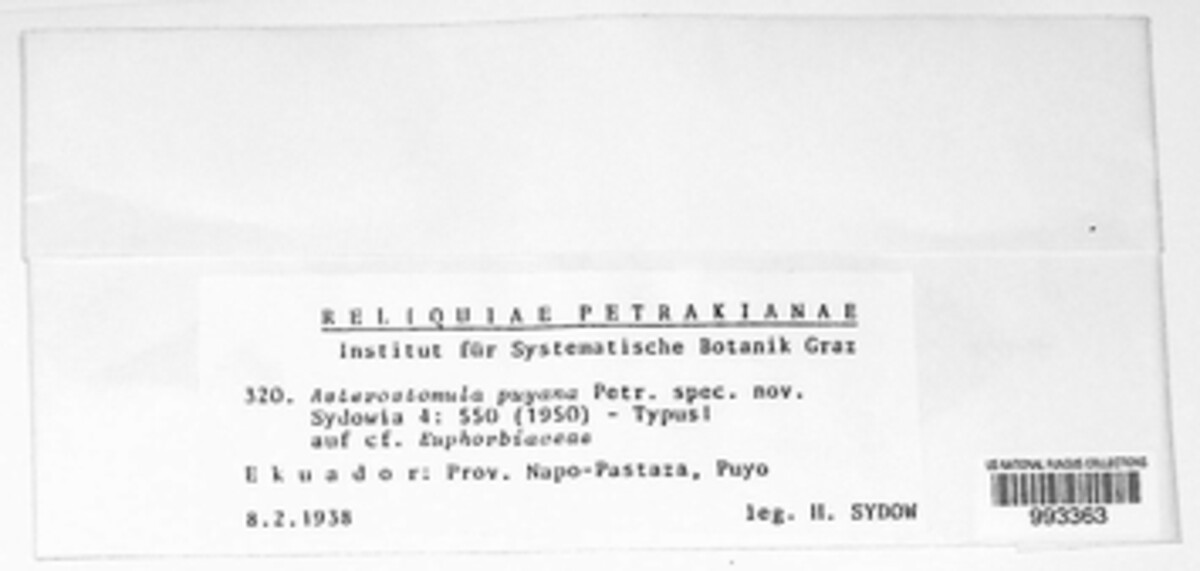 RELIQUIAE PETRAKIANAE
Institut für Systematische Botanik Graz
320. Asterostomula puyana Petr. spec. nov.
Sydowia 4: 550 (1950) - Typus!
auf cf. Euphorbiaceae
Ekuador: Prov. Napo-Pastaza, Puyo
8.2.1938 leg. H. SYDOW
US NATIONAL FUNGUS COLLECTIONS
993363